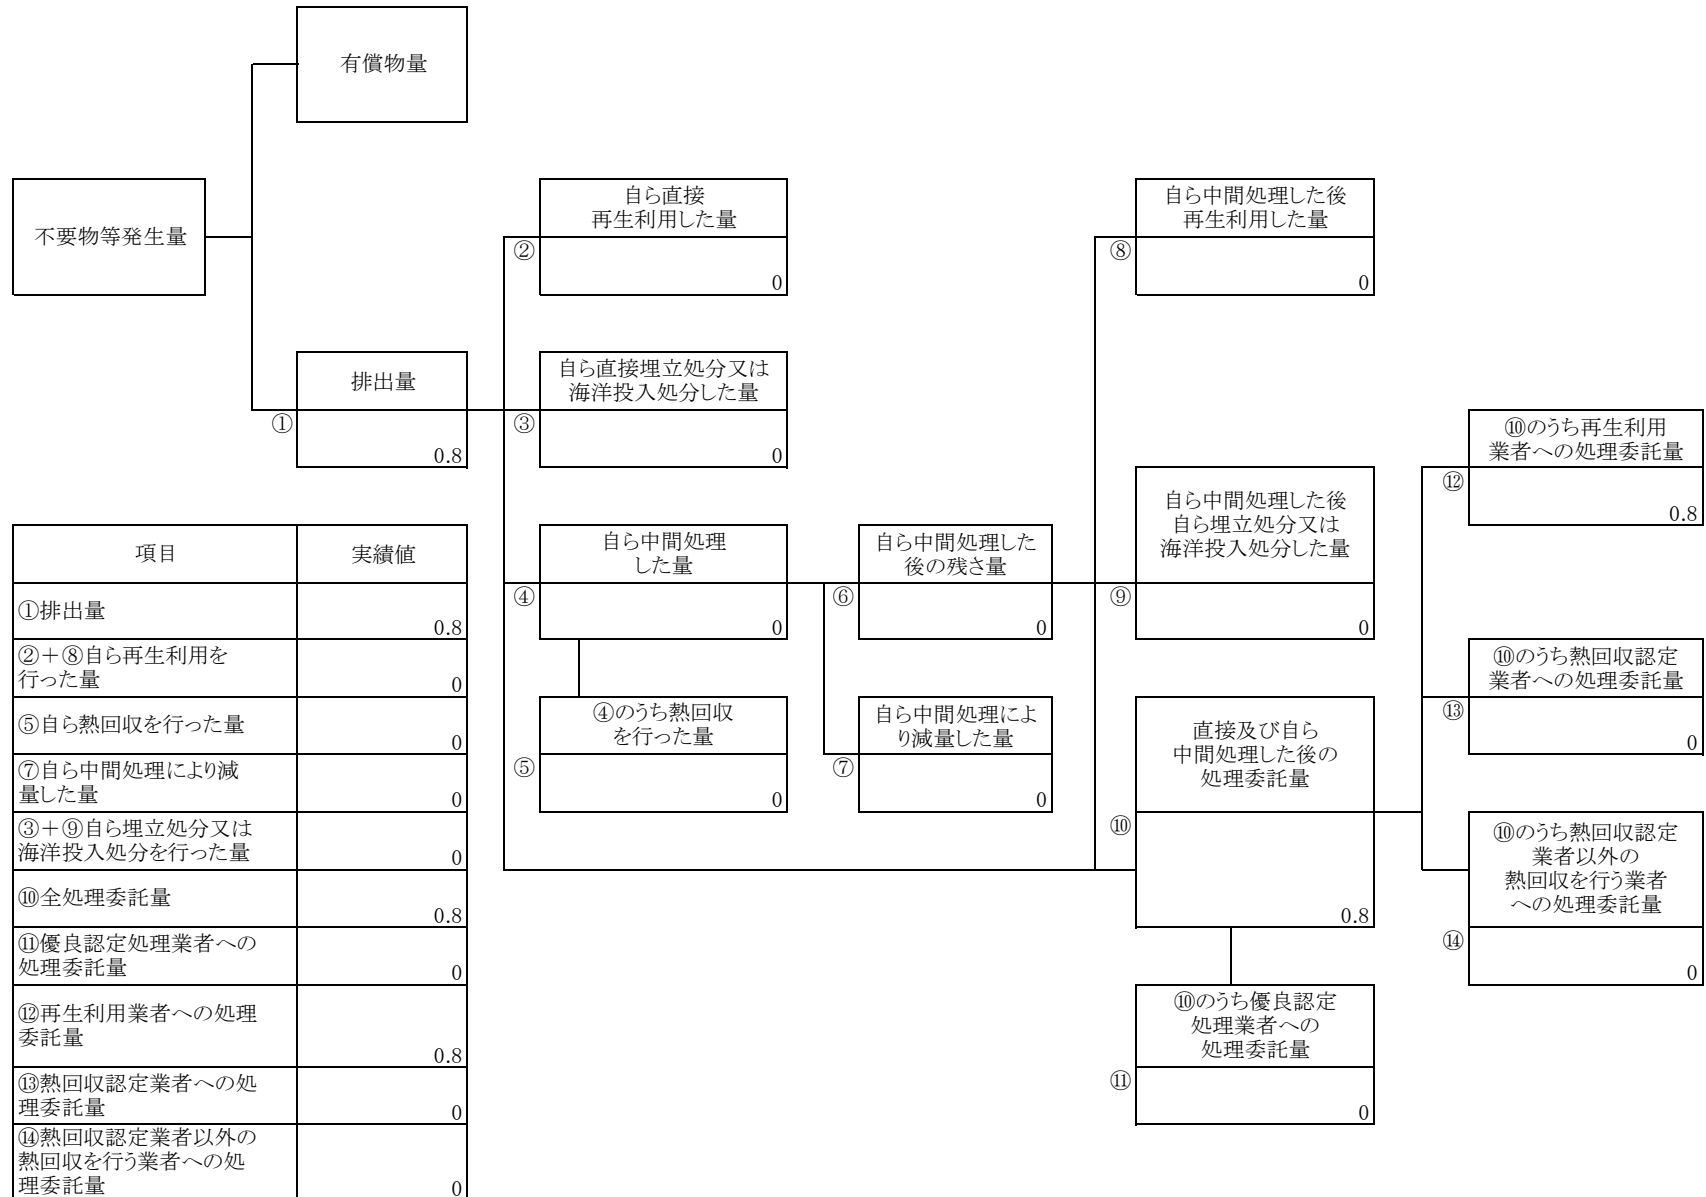 有償物量
不要物等発生量
排出量
①
0.8
自ら直接
再生利用した量
②
0
自ら直接埋立処分又は
海洋投入処分した量
③
0
自ら中間処理
した量
④
0
④のうち熱回収
を行った量
⑤
0
自ら中間処理した
後の残さ量
⑥
0
自ら中間処理によ
り減量した量
⑦
0
自ら中間処理した後
再生利用した量
⑧
0
自ら中間処理した後
自ら埋立処分又は
海洋投入処分した量
⑨
0
直接及び自ら
中間処理した後の
処理委託量
⑩
0.8
⑩のうち優良認定
処理業者への
処理委託量
⑪
0
⑩のうち再生利用
業者への処理委託量
⑫
0.8
⑩のうち熱回収認定
業者への処理委託量
⑬
0
⑩のうち熱回収認定
業者以外の
熱回収を行う業者
への処理委託量
⑭
0
項目 実績値
①排出量
0.8
②＋⑧自ら再生利用を
行った量 0
⑤自ら熱回収を行った量
0
⑦自ら中間処理により減
量した量 0
③＋⑨自ら埋立処分又は
海洋投入処分を行った量 0
⑩全処理委託量
0.8
⑪優良認定処理業者への
処理委託量 0
⑫再生利用業者への処理
委託量
0.8
⑬熱回収認定業者への処
理委託量 0
⑭熱回収認定業者以外の
熱回収を行う業者への処
理委託量 0